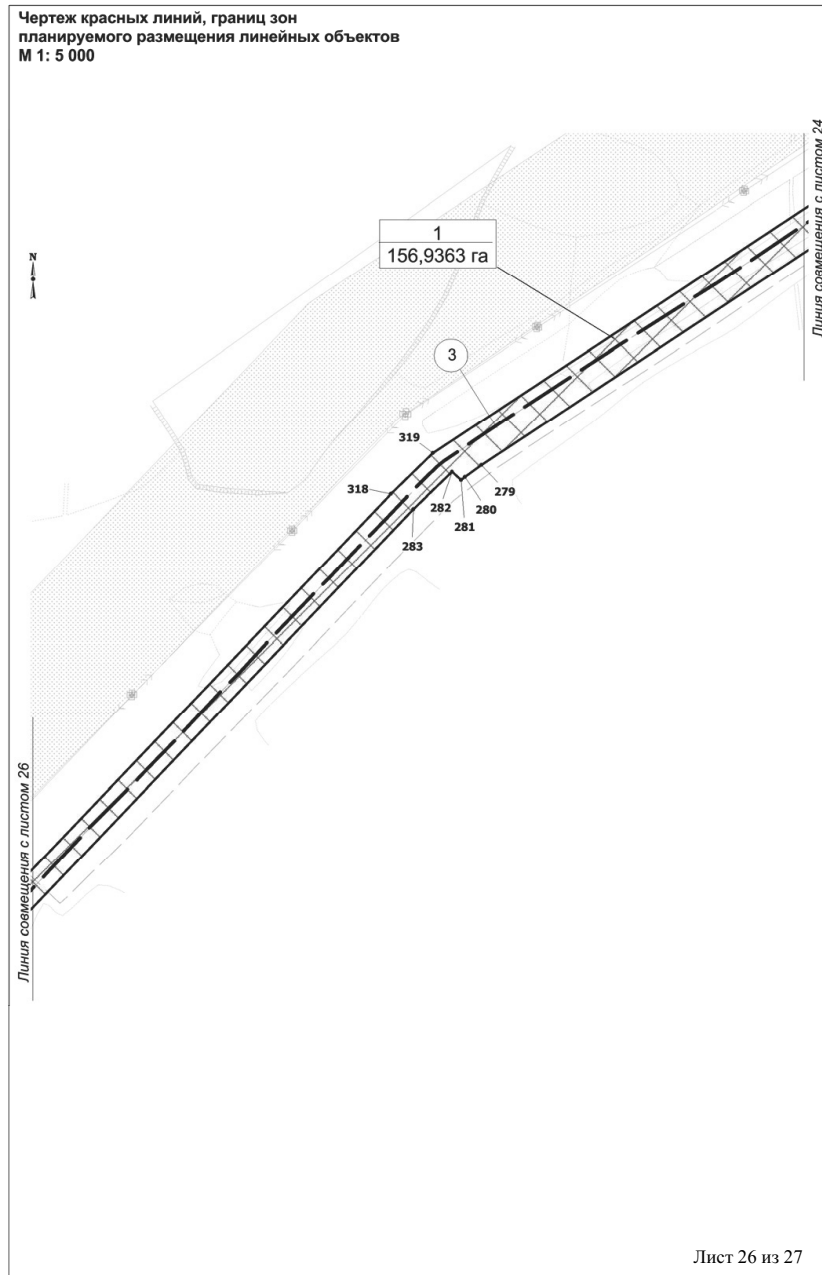 Чертеж красных линий, границ зон
планируемого размещения линейных объектов
М 1: 5 000
Линия совмещения с листом 24
N
1
156,9363 га
3
319
318
279
282
280
281
283
Линия совмещения с листом 26
Лист 26 из 27